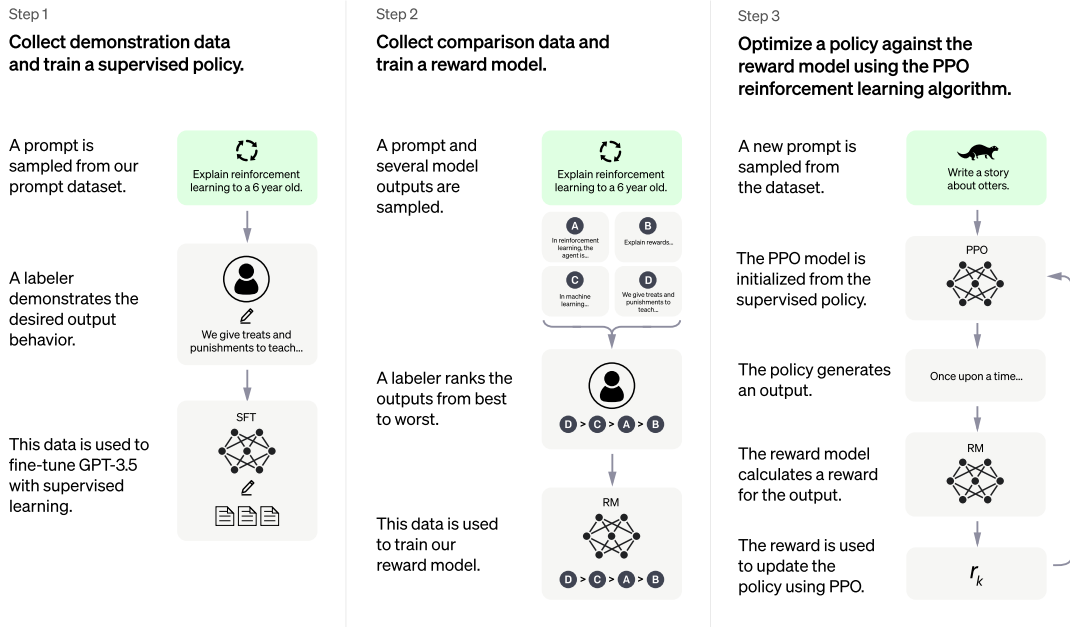 Step 1
Collect demonstration data
and train a supervised policy.
A prompt is
sampled from our
prompt dataset.
Explain reinforcement
learning to a 6 year old.
A labeler
demonstrates the
desired output
behavior.
We give treats and
punishments to teach...
This data is used to
fine-tune GPT-3.5
with supervised
learning.
SFT
Step 2
Collect comparison data and
train a reward model.
A prompt and
several model
outputs are
sampled.
Explain reinforcement
learning to a 6 year old.
A
In reinforcement
learning, the
agent is...
B
Explain rewards...
C
In machine
learning...
D
We give treats and
punishments to
teach...
A labeler ranks the
outputs from best
to worst.
D > C > A > B
This data is used
to train our
reward model.
RM
D > C > A > B
Step 3
Optimize a policy against the
reward model using the PPO
reinforcement learning algorithm.
A new prompt is
sampled from
the dataset.
Write a story
about otters.
The PPO model is
initialized from the
supervised policy.
PPO
The policy generates
an output.
Once upon a time...
The reward model
calculates a reward
for the output.
RM
The reward is used
to update the
policy using PPO.
rk